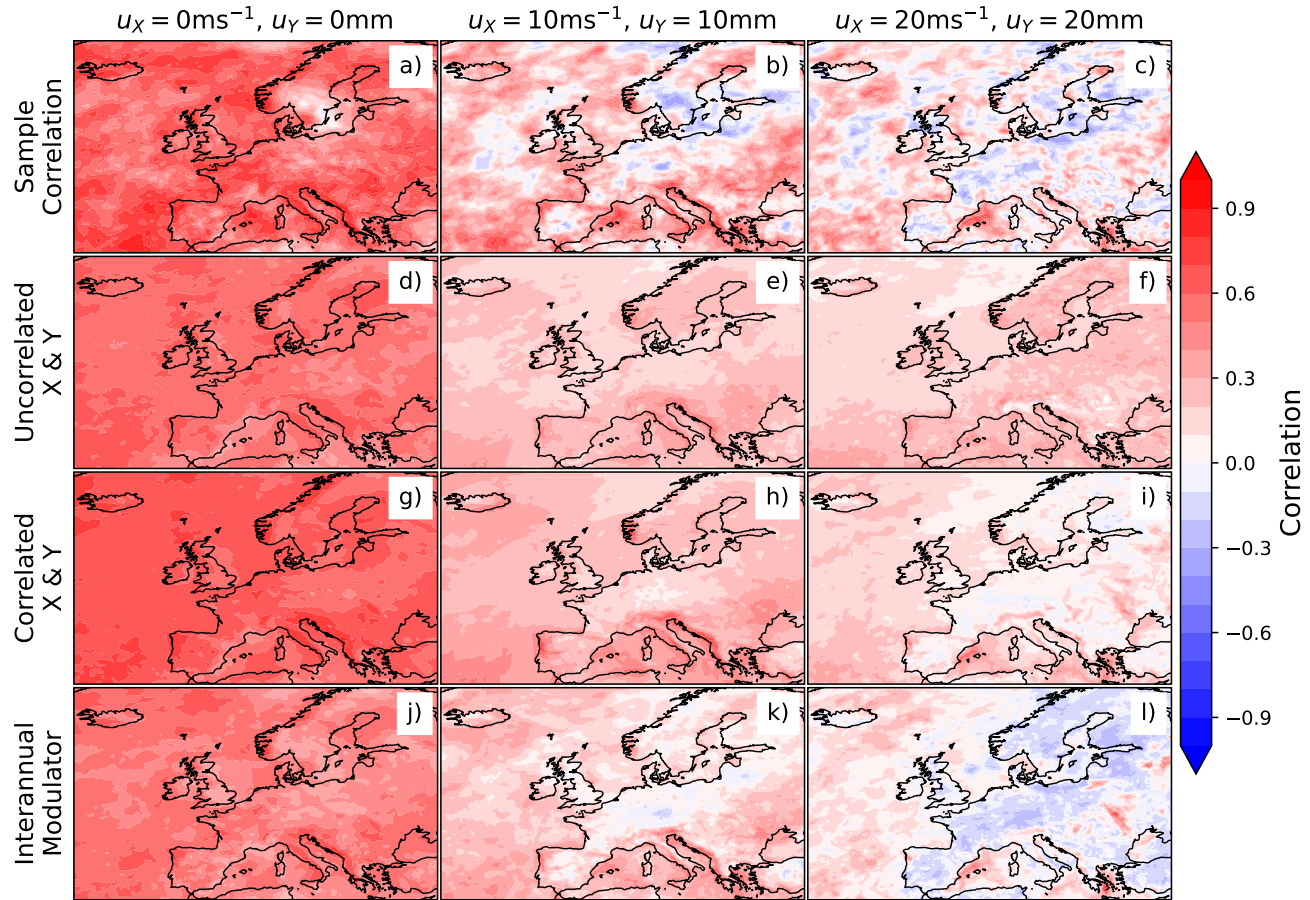 u_X = 0ms⁻¹, u_Y = 0mm
u_X = 10ms⁻¹, u_Y = 10mm
u_X = 20ms⁻¹, u_Y = 20mm
Sample
Correlation
a)
b)
c)
Uncorrelated
X & Y
d)
e)
f)
Correlated
X & Y
g)
h)
i)
Interannual
Modulator
j)
k)
l)
0.9
0.6
0.3
0.0
−0.3
−0.6
−0.9
Correlation